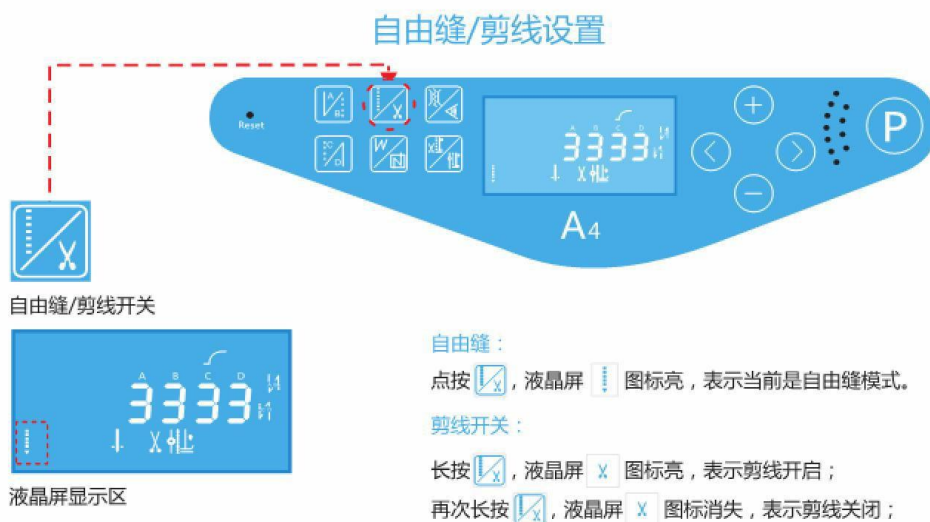 自由缝/剪线设置
Reset
A
B
C
D
W
N
A B C D
3333
P
A4
自由缝/剪线开关
A B C D
3333
液晶屏显示区
自由缝：
点按，液晶屏 图标亮，表示当前是自由缝模式。
剪线开关：
长按，液晶屏 图标亮，表示剪线开启；
再次长按，液晶屏 图标消失，表示剪线关闭；